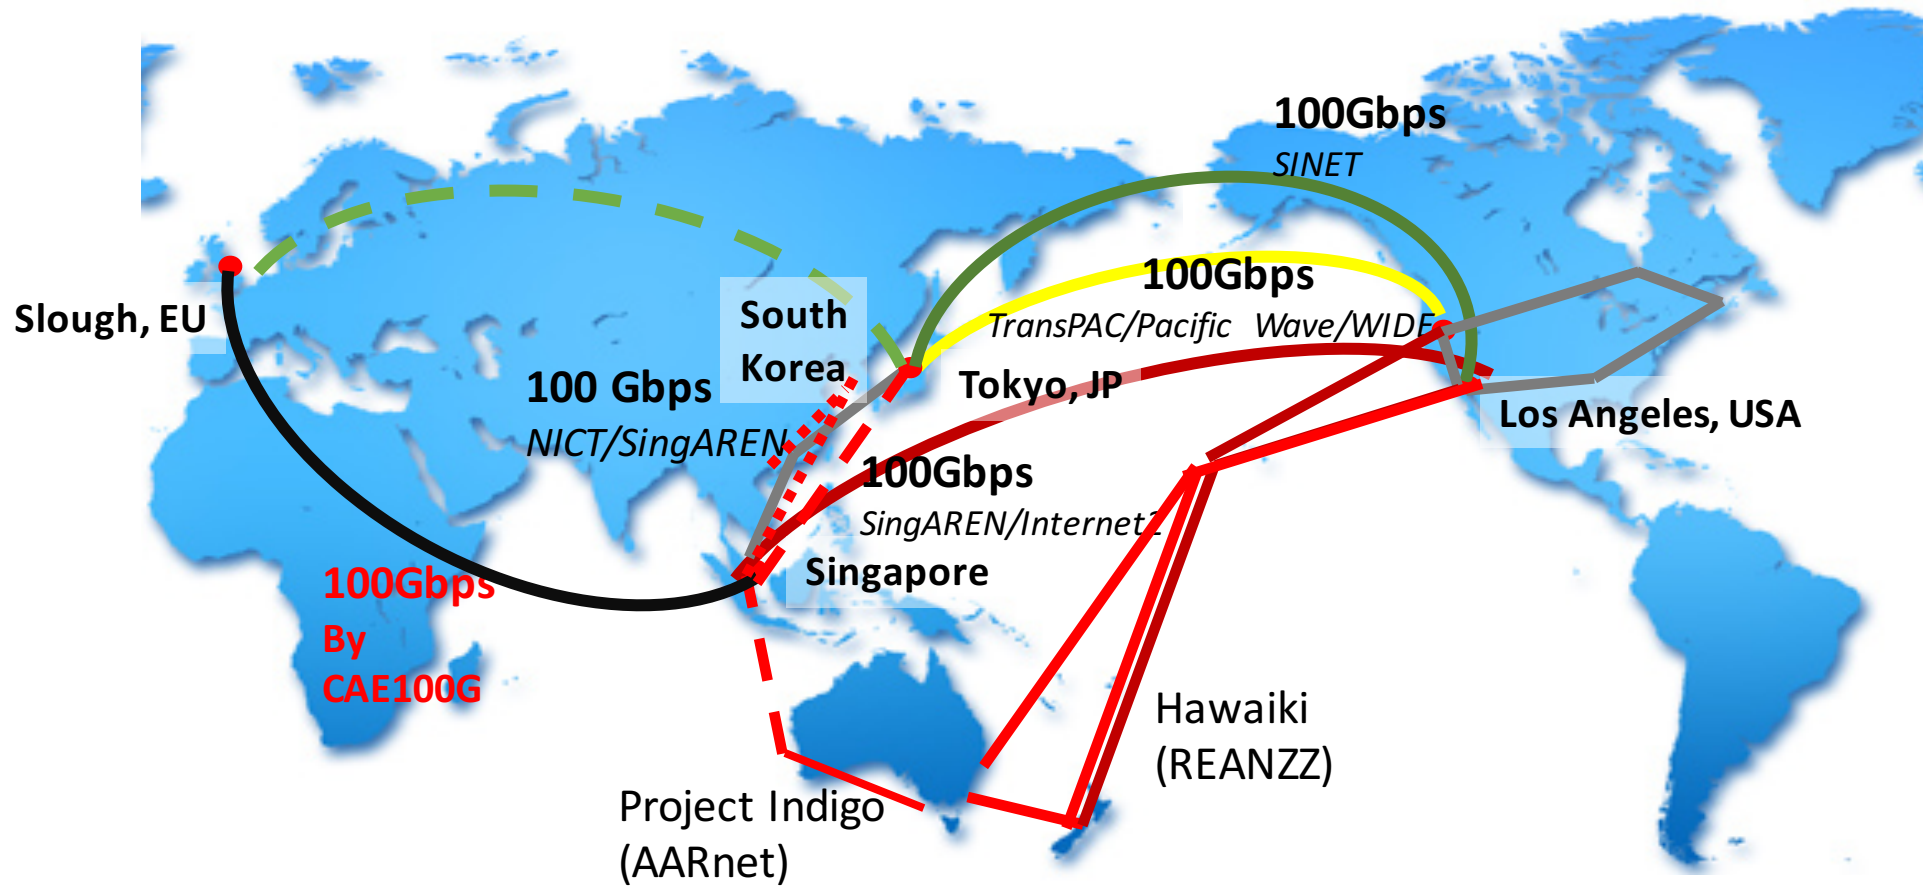 100Gbps
SINET
100Gbps
TransPAC/Pacific Wave/WIDE
Slough, EU
South
Korea
Tokyo, JP
100 Gbps
NICT/SingAREN
Los Angeles, USA
100Gbps
SingAREN/Internet2
Singapore
100Gbps
By
CAE100G
Hawaiki
(REANZZ)
Project Indigo
(AARnet)